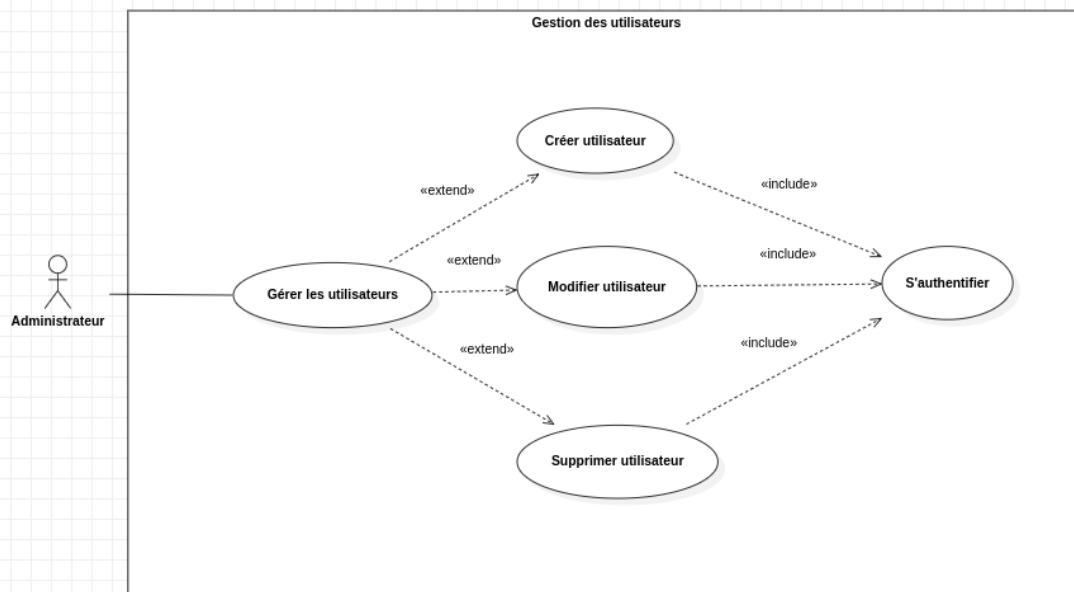 Gestion des utilisateurs
Créer utilisateur
«extend»
«include»
«extend»
«include»
Administrateur
Gérer les utilisateurs
Modifier utilisateur
S'authentifier
«extend»
«include»
Supprimer utilisateur